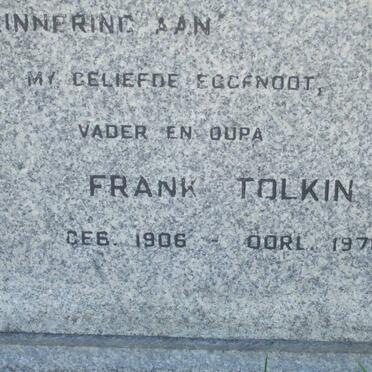 INNERING AAN
MY GELIEFDE EGGENOOT,
VADER EN OUPA
FRANK TOLKIN
GEB. 1906 - OORL. 197